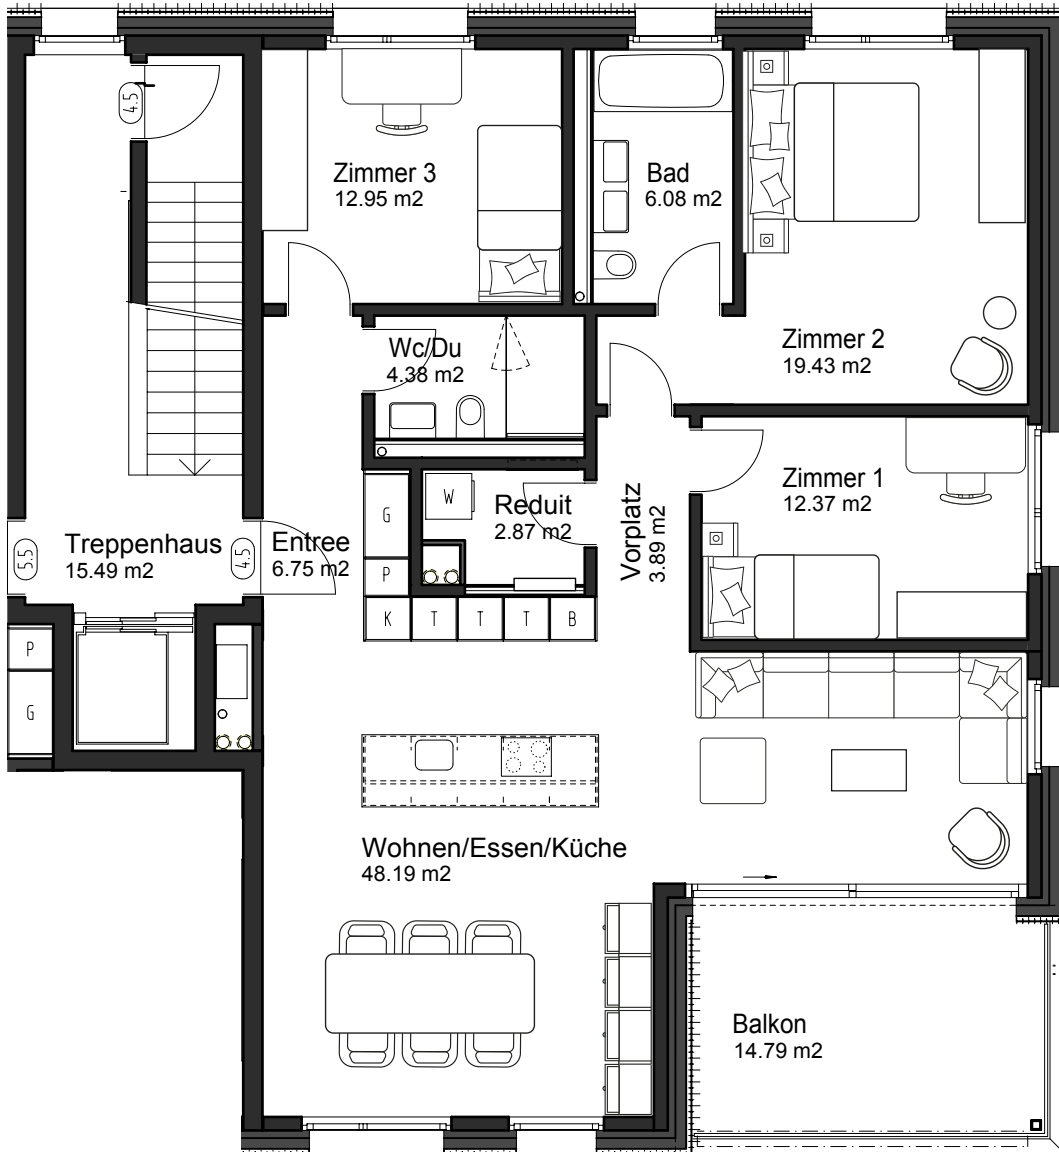 4.5
Zimmer 3
12.95 m2
Bad
6.08 m2
Wc/Du
4.38 m2
Zimmer 2
19.43 m2
Zimmer 1
12.37 m2
W
Reduit
2.87 m2
Vorplatz
3.89 m2
G
P
5.5
Treppenhaus
15.49 m2
4.5
Entree
6.75 m2
K T T T B
P
G
Wohnen/Essen/Küche
48.19 m2
Balkon
14.79 m2